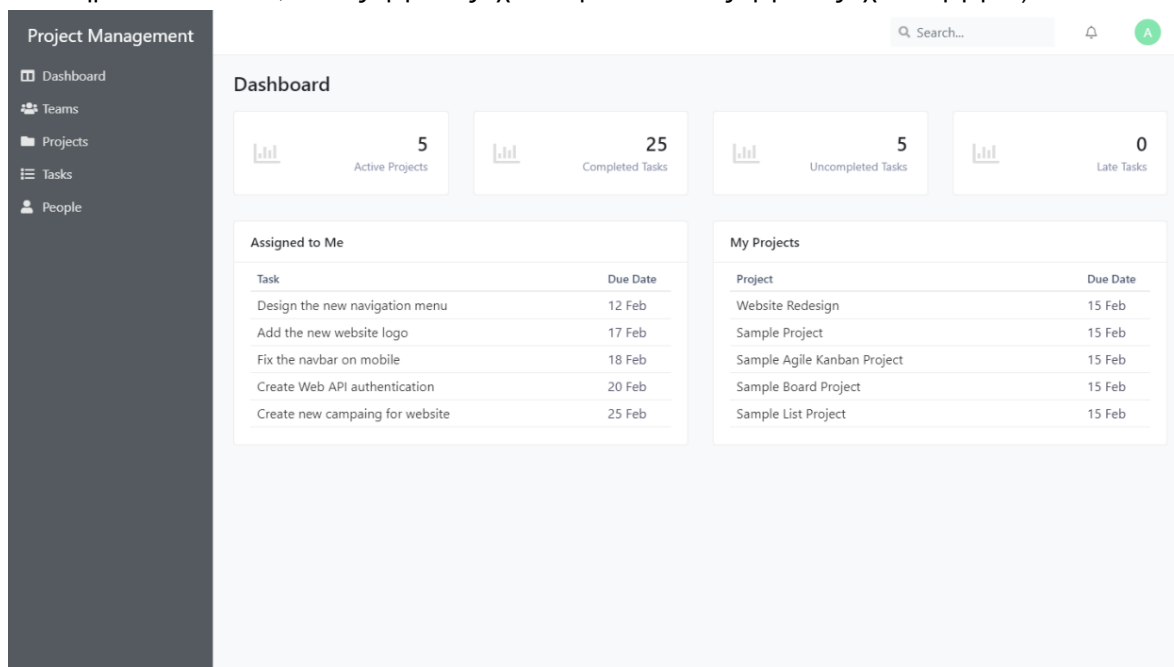 Project Management
Search...
A
Dashboard
Teams
Projects
Tasks
People
Dashboard
5
Active Projects
25
Completed Tasks
5
Uncompleted Tasks
0
Late Tasks
Assigned to Me
Task Due Date
Design the new navigation menu 12 Feb
Add the new website logo 17 Feb
Fix the navbar on mobile 18 Feb
Create Web API authentication 20 Feb
Create new campaing for website 25 Feb
My Projects
Project Due Date
Website Redesign 15 Feb
Sample Project 15 Feb
Sample Agile Kanban Project 15 Feb
Sample Board Project 15 Feb
Sample List Project 15 Feb